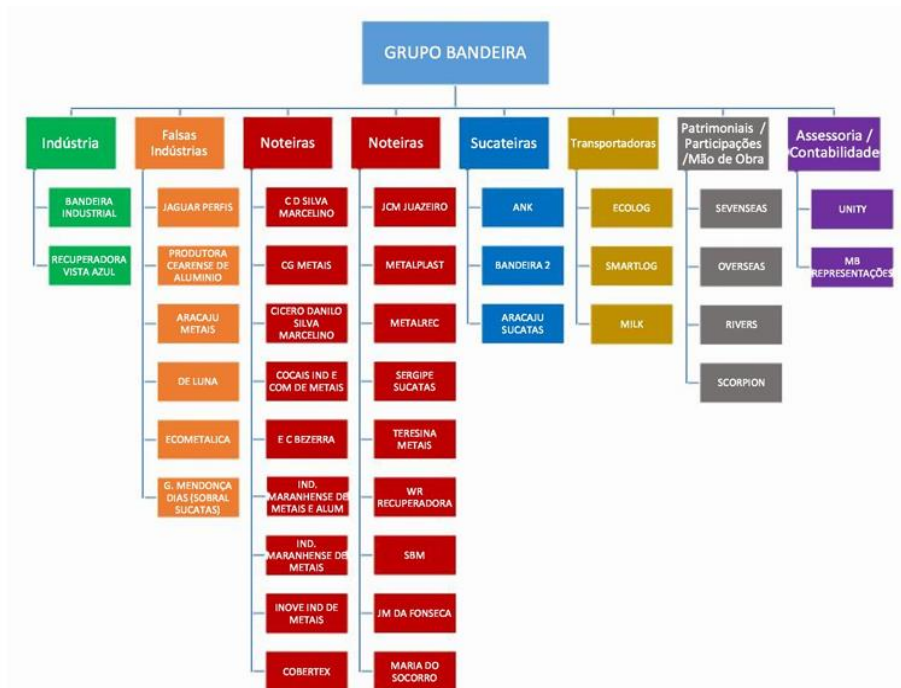 GRUPO BANDEIRA
Indústria
BANDEIRA
INDUSTRIAL
RECUPERADORA
VISTA AZUL
Falsas
Indústrias
JAGUAR PERFIS
PRODUTORA
CEARENSE DE
ALUMINIO
ARACAJU
METAIS
DE LUNA
ECOMETALICA
G. MENDONÇA
DIAS (SOBRAL
SUCATAS)
Noteiras
C D SILVA
MARCELINO
CG METAIS
CICERO DANILO
SILVA
MARCELINO
COCAIS IND E
COM DE METAIS
E C BEZERRA
IND.
MARANHENSE DE
METAIS E ALUM
IND.
MARANHENSE DE
METAIS
INOVE IND DE
METAIS
COBERTEX
Noteiras
JCM JUAZEIRO
METALPLAST
METALREC
SERGIPE
SUCATAS
TERESINA
METAIS
WR
RECUPERADORA
SBM
JM DA FONSECA
MARIA DO
SOCORRO
Sucateiras
ANK
BANDEIRA 2
ARACAJU
SUCATAS
Transportadoras
ECOLOG
SMARTLOG
MILK
Patrimoniais /
Participações
/Mão de Obra
SEVENSEAS
OVERSEAS
RIVERS
SCORPION
Assessoria /
Contabilidade
UNITY
MB
REPRESENTAÇÕES